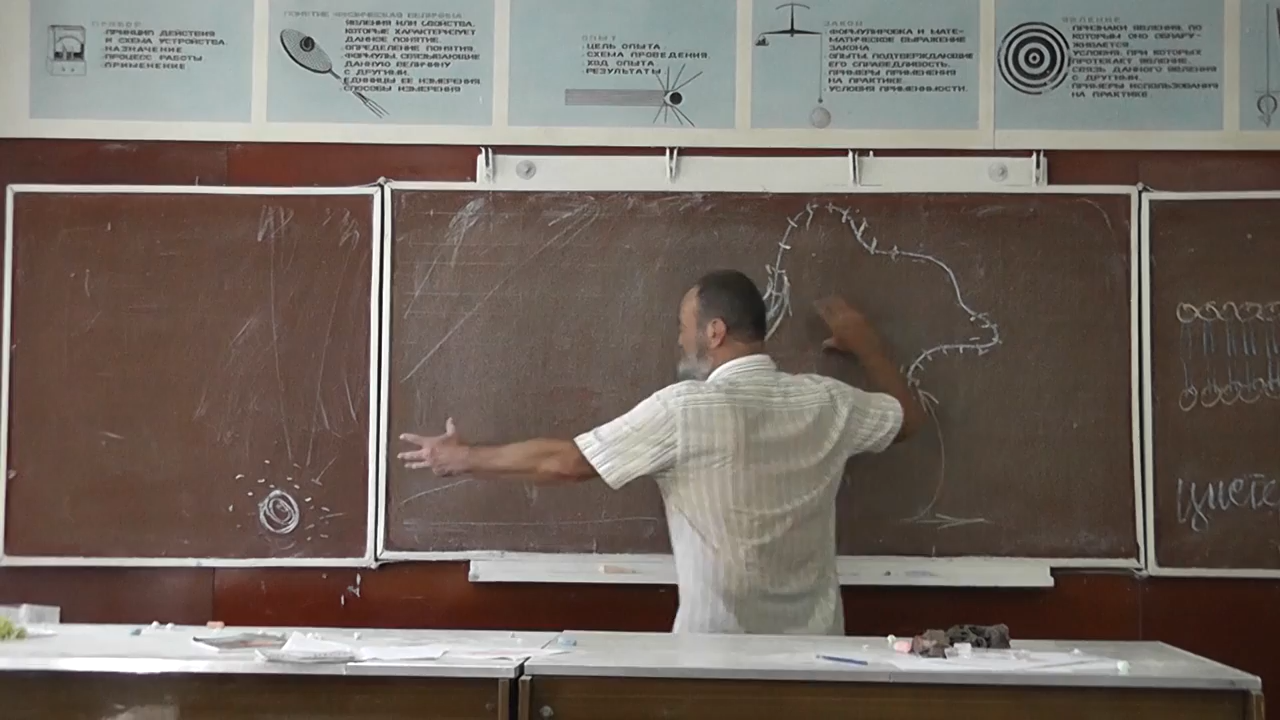 ПРИБОР
· ПРИНЦИП ДЕЙСТВИЯ
И СХЕМА УСТРОЙСТВА.
· НАЗНАЧЕНИЕ
· ПРОЦЕСС РАБОТЫ
· ПРИМЕНЕНИЕ
ПОНЯТИЕ ФИЗИЧЕСКАЯ ВЕЛИЧИНА
ЯВЛЕНИЯ ИЛИ СВОЙСТВА,
КОТОРЫЕ ХАРАКТЕРИЗУЕТ
ДАННОЕ ПОНЯТИЕ.
· ОПРЕДЕЛЕНИЕ ПОНЯТИЯ.
· ФОРМУЛЫ, СВЯЗЫВАЮЩИЕ
ДАННУЮ ВЕЛИЧИНУ
С ДРУГИМИ.
· ЕДИНИЦЫ ЕЕ ИЗМЕРЕНИЯ
· СПОСОБЫ ИЗМЕРЕНИЯ
ОПЫТ
· ЦЕЛЬ ОПЫТА
· СХЕМА ПРОВЕДЕНИЯ.
· ХОД ОПЫТА
· РЕЗУЛЬТАТЫ
ЗАКОН
· ФОРМУЛИРОВКА И МАТЕ-
МАТИЧЕСКОЕ ВЫРАЖЕНИЕ
ЗАКОНА.
· ОПЫТЫ, ПОДТВЕРЖДАЮЩИЕ
ЕГО СПРАВЕДЛИВОСТЬ.
· ПРИМЕРЫ ПРИМЕНЕНИЯ
НА ПРАКТИКЕ.
· УСЛОВИЯ ПРИМЕНИМОСТИ.
ЯВЛЕНИЕ
· ПРИЗНАКИ ЯВЛЕНИЯ, ПО
КОТОРЫМ ОНО ОБНАРУ-
ЖИВАЕТСЯ.
· УСЛОВИЯ, ПРИ КОТОРЫХ
ПРОТЕКАЕТ ЯВЛЕНИЕ.
· СВЯЗЬ ДАННОГО ЯВЛЕНИЯ
С ДРУГИМИ.
· ПРИМЕРЫ ИСПОЛЬЗОВАНИЯ
НА ПРАКТИКЕ.